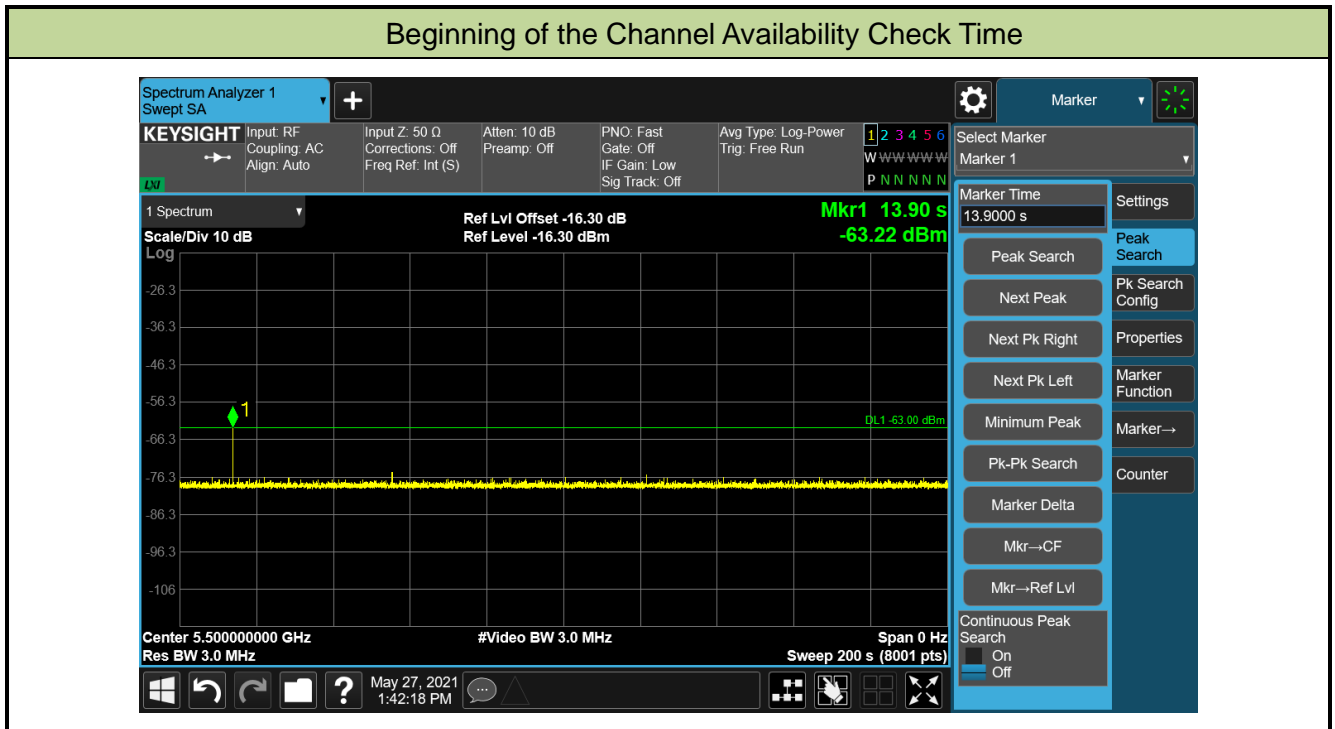 Beginning of the Channel Availability Check Time
Spectrum Analyzer 1
Swept SA
+
Marker
KEYSIGHT
LXI
Input: RF
Coupling: AC
Align: Auto
Input Z: 50 Ω
Corrections: Off
Freq Ref: Int (S)
Atten: 10 dB
Preamp: Off
PNO: Fast
Gate: Off
IF Gain: Low
Sig Track: Off
Avg Type: Log-Power
Trig: Free Run
1 2 3 4 5 6
W W W W W W
P N N N N N
Select Marker
Marker 1
1 Spectrum
Scale/Div 10 dB
Ref Lvl Offset -16.30 dB
Ref Level -16.30 dBm
Mkr1 13.90 s
-63.22 dBm
Log
-26.3
-36.3
-46.3
-56.3
-66.3
-76.3
-86.3
-96.3
-106
1
DL1 -63.00 dBm
Center 5.500000000 GHz
Res BW 3.0 MHz
#Video BW 3.0 MHz
Span 0 Hz
Sweep 200 s (8001 pts)
Marker Time
13.9000 s
Peak Search
Next Peak
Next Pk Right
Next Pk Left
Minimum Peak
Pk-Pk Search
Marker Delta
Mkr→CF
Mkr→Ref Lvl
Continuous Peak
Search
On
Off
Settings
Peak
Search
Pk Search
Config
Properties
Marker
Function
Marker→
Counter
?
May 27, 2021
1:42:18 PM